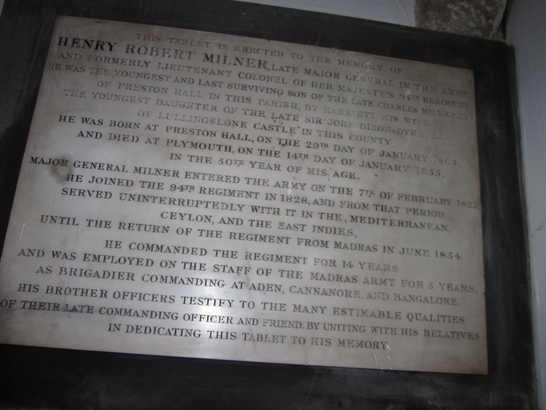 THIS TABLET IS ERECTED TO THE MEMORY OF
HENRY ROBERT MILNER, LATE MAJOR GENERAL IN THE ARMY
AND FORMERLY LIEUTENANT COLONEL OF HER MAJESTY'S 94TH REGIMENT
HE WAS THE YOUNGEST AND LAST SURVIVING SON OF THE LATE CHARLES MILNER
OF PRESTON HALL IN THIS PARISH, BY HARRIETT HIS WIFE
THE YOUNGEST DAUGHTER OF THE LATE SIR JOHN DIXON DYKE
OF LULLINGSLONE CASTLE IN THIS COUNTY
HE WAS BORN AT PRESTON HALL, ON THE 29TH DAY OF JANUARY 1805,
AND DIED AT PLYMOUTH, ON THE 14TH DAY OF JANUARY 1855,
IN THE 50TH YEAR OF HIS AGE.
MAJOR GENERAL MILNER ENTERED THE ARMY ON THE 7TH OF FEBRUARY
HE JOINED THE 94TH REGIMENT IN 1828, AND FROM THAT PERIOD
SERVED UNINTERRUPTEDLY WITH IT IN THE, MEDITERRANEAN,
CEYLON, AND THE EAST INDIES,
UNTIL THE RETURN OF THE REGIMENT FROM MADRAS IN JUNE 1854
HE COMMANDED THE REGIMENT FOR 14 YEARS
AND WAS EMPLOYED ON THE STAFF OF THE MADRAS ARMY FOR 5 YEARS,
AS BRIGADIER COMMANDING AT ADEN, CANNANORE, AND BANGALORE.
HIS BROTHER OFFICERS TESTIFY TO THE MANY ESTIMABLE QUALITIES
OF THEIR LATE COMMANDING OFFICER AND FRIEND, BY UNITING WITH HIS RELATIVES
IN DEDICATING THIS TABLET TO HIS MEMORY